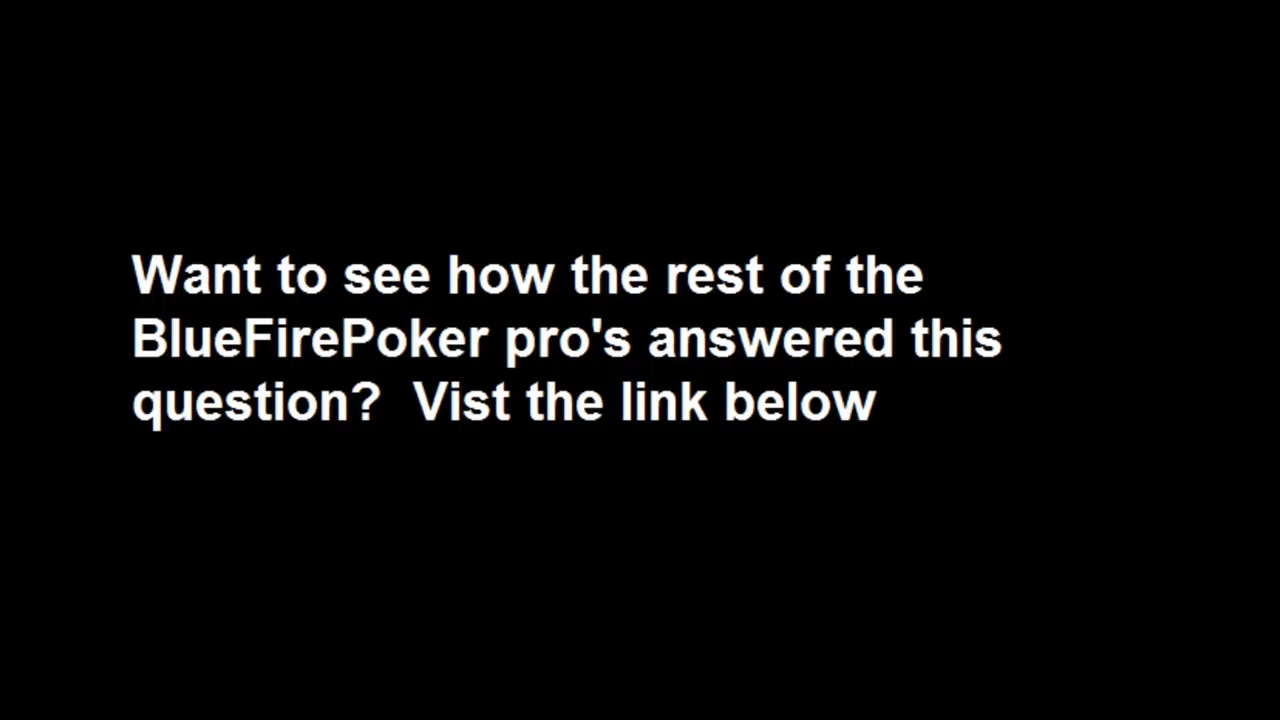 Want to see how the rest of the
BlueFirePoker pro's answered this
question?  Vist the link below